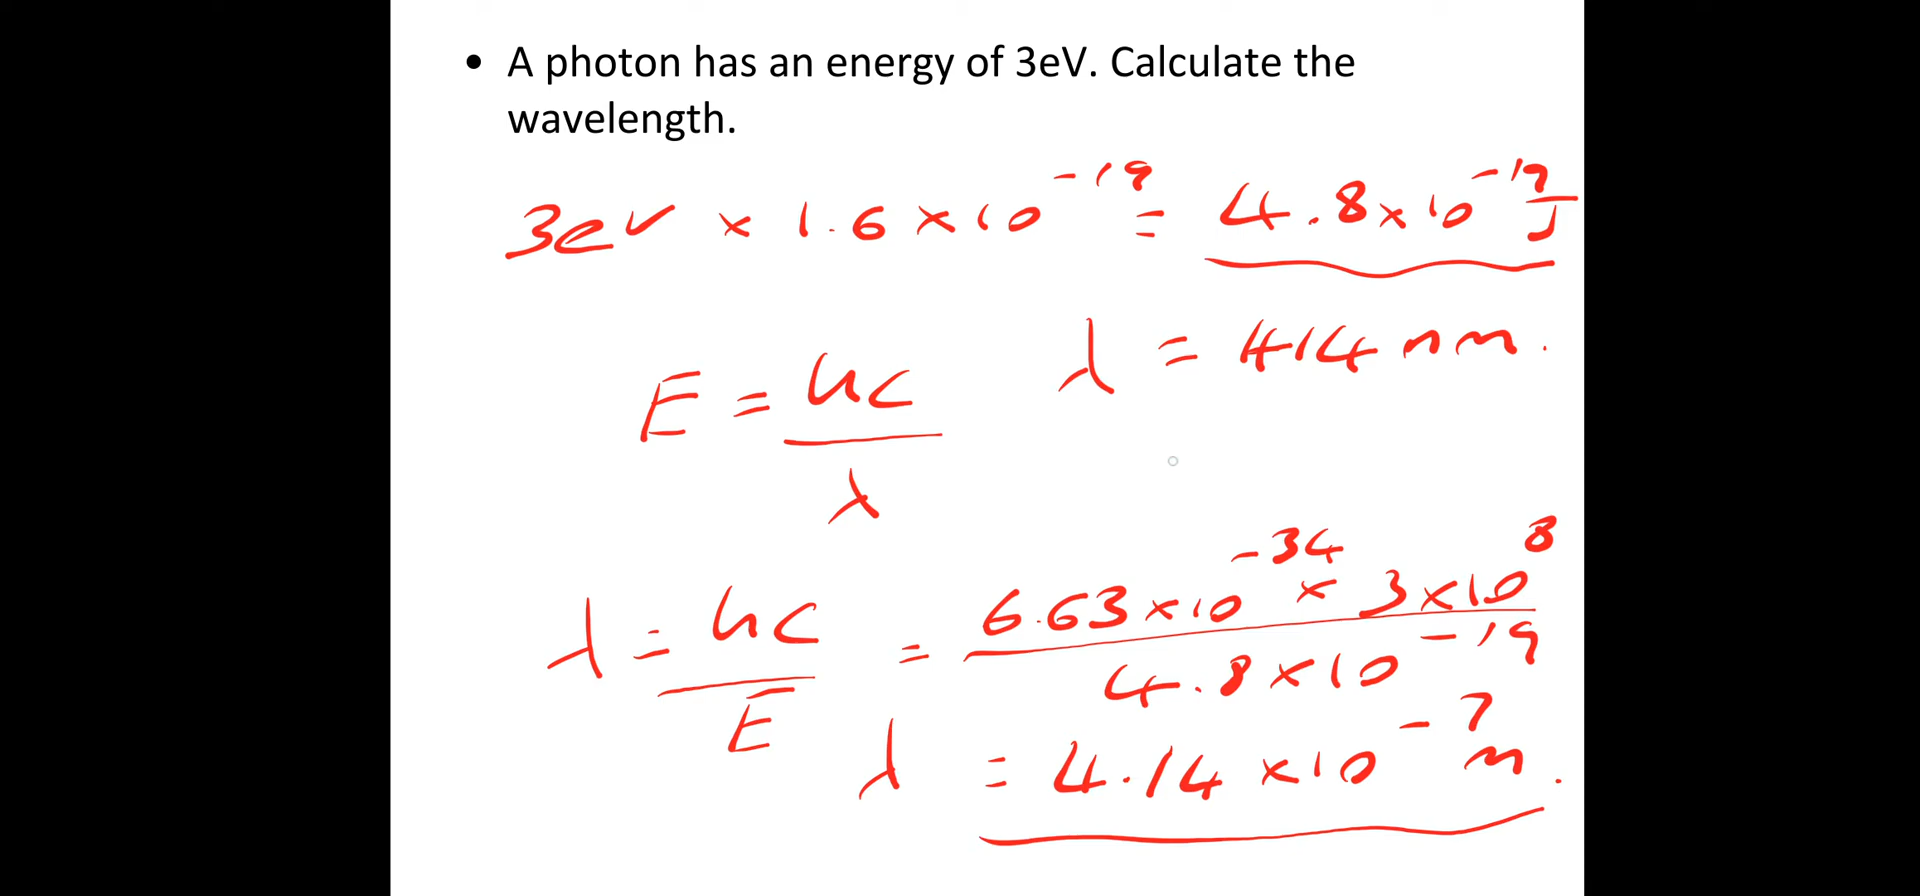 • A photon has an energy of 3eV. Calculate the
wavelength.
3eV × 1.6 × 10⁻¹⁹ = 4.8 × 10⁻¹⁹ J
λ = 414 nm.
E = hc / λ
λ = hc / E = 6.63 × 10⁻³⁴ × 3 × 10⁸ / 4.8 × 10⁻¹⁹
λ = 4.14 × 10⁻⁷ m.